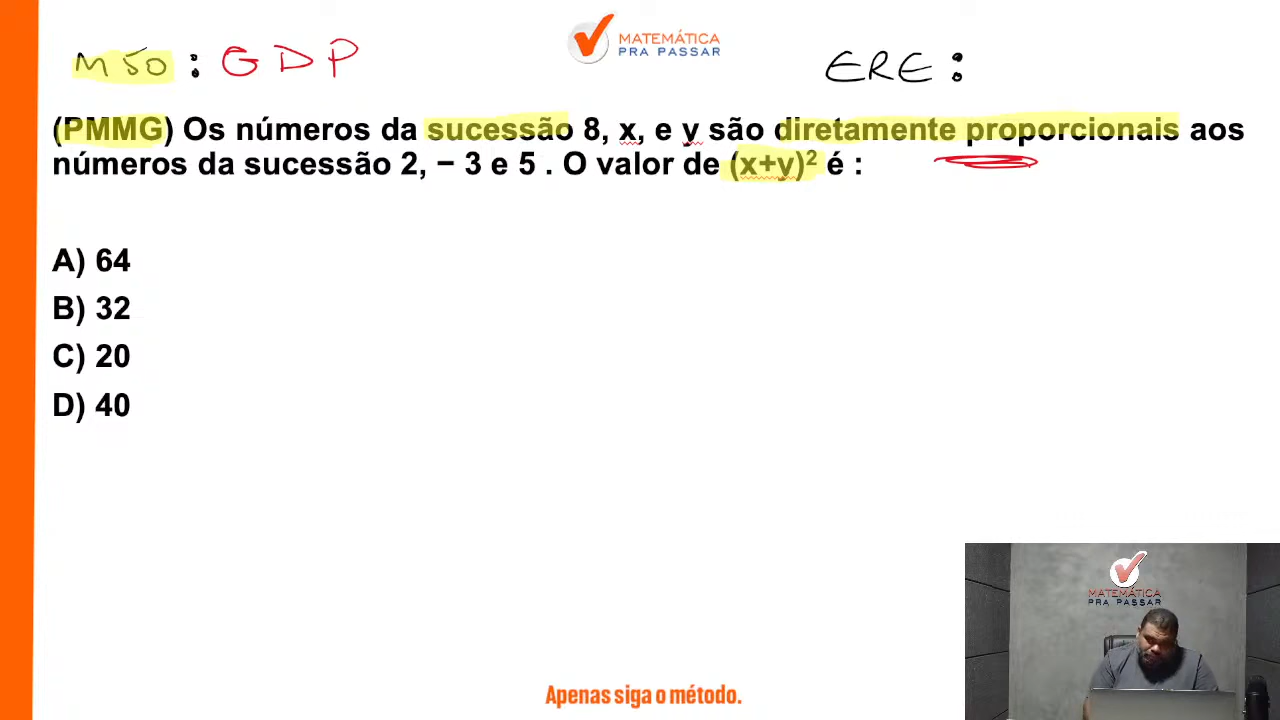 MATEMÁTICA
PRA PASSAR
M50 : GDP
ERE :
(PMMG) Os números da sucessão 8, x, e y são diretamente proporcionais aos
números da sucessão 2, − 3 e 5 . O valor de (x+y)² é :
A) 64
B) 32
C) 20
D) 40
MATEMÁTICA
PRA PASSAR
Apenas siga o método.